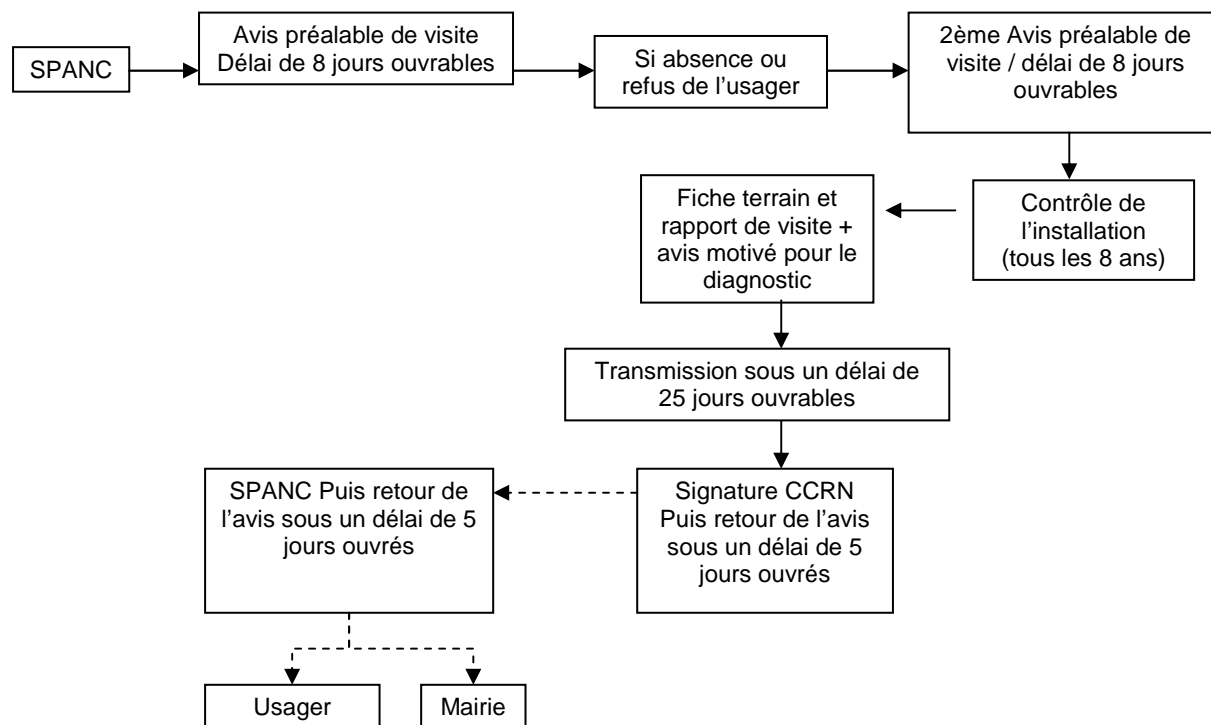 SPANC
Avis préalable de visite
Délai de 8 jours ouvrables
Si absence ou
refus de l’usager
2ème Avis préalable de
visite / délai de 8 jours
ouvrables
Contrôle de
l’installation
(tous les 8 ans)
Fiche terrain et
rapport de visite +
avis motivé pour le
diagnostic
Transmission sous un délai de
25 jours ouvrables
Signature CCRN
Puis retour de l’avis
sous un délai de 5
jours ouvrés
SPANC Puis retour de
l’avis sous un délai de 5
jours ouvrés
Usager
Mairie